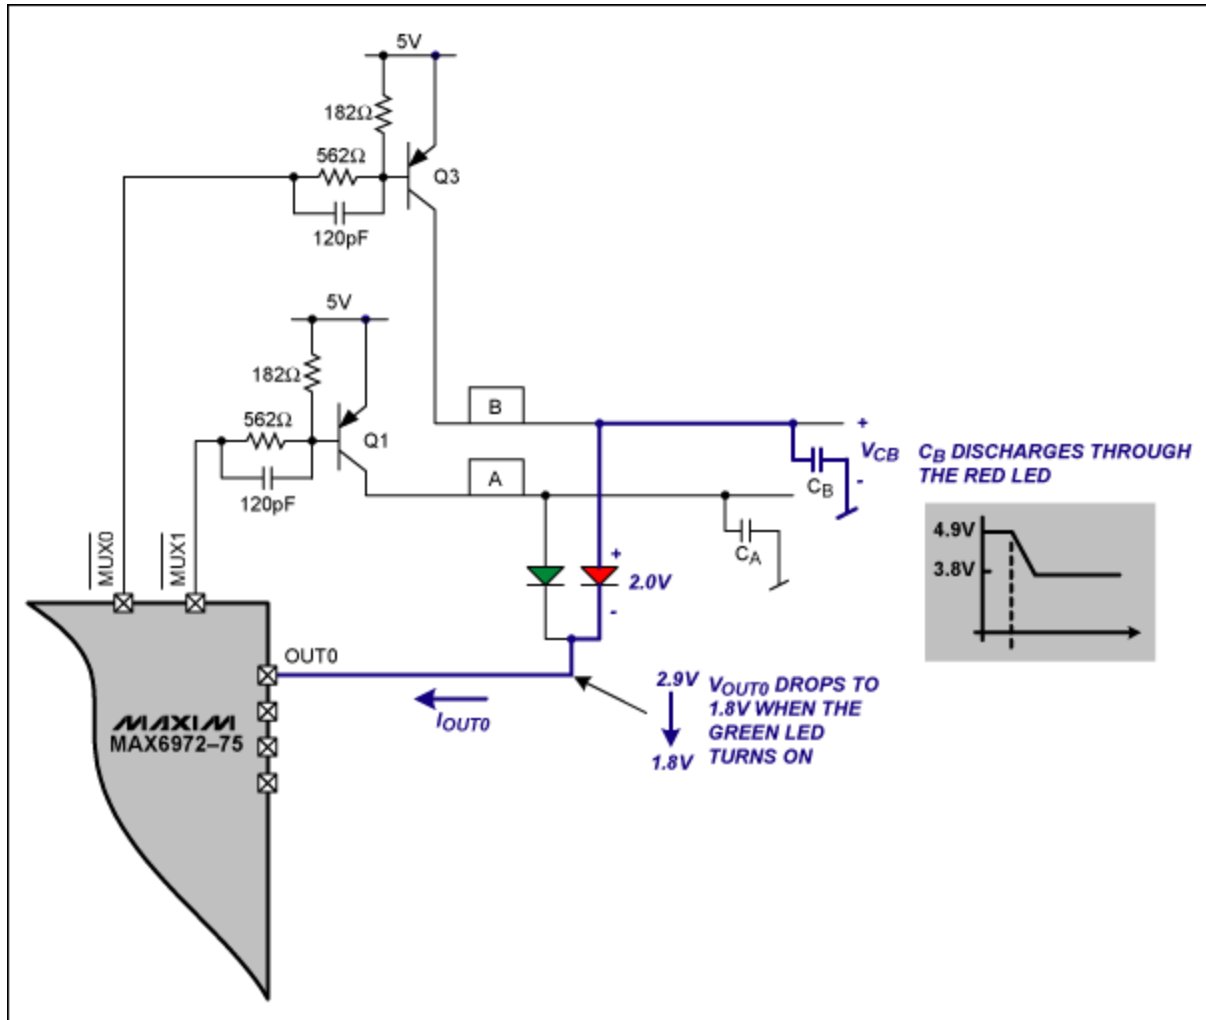 5V
182Ω
562Ω
Q3
120pF
5V
182Ω
562Ω
Q1
120pF
B
A
+
VCB
-
CB DISCHARGES THROUGH
THE RED LED
CB
CA
4.9V
3.8V
+
2.0V
-
MUX0
MUX1
OUT0
IOUT0
2.9V
1.8V
VOUT0 DROPS TO
1.8V WHEN THE
GREEN LED
TURNS ON
MAXIM
MAX6972–75